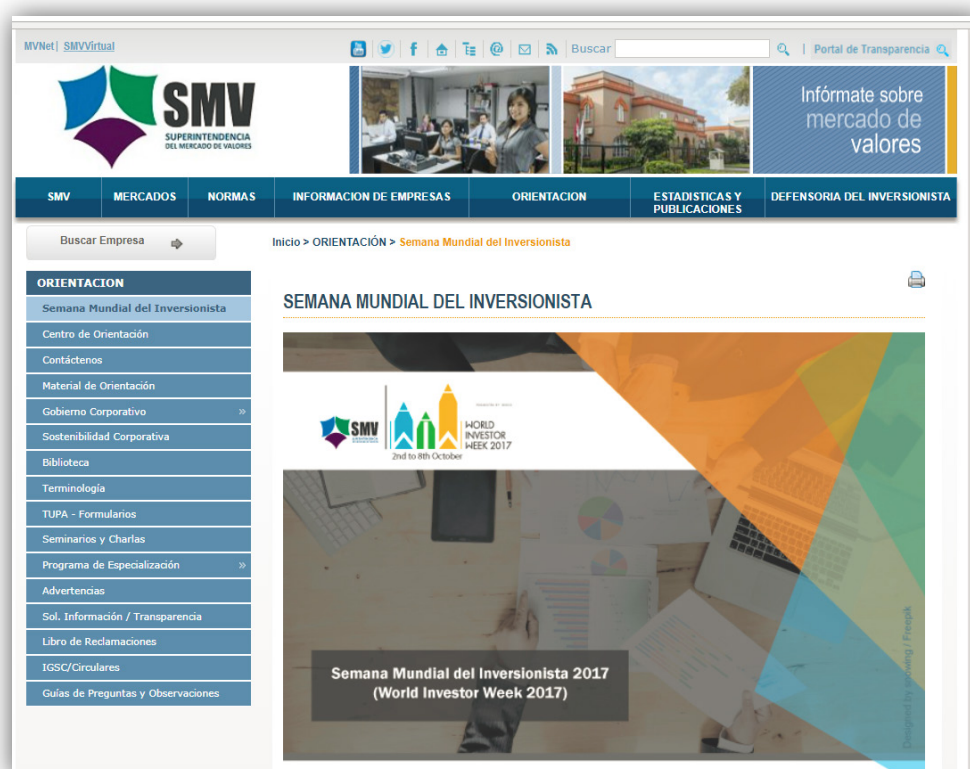 MVNet | SMVVirtual
Buscar
| Portal de Transparencia
SMV
SUPERINTENDENCIA
DEL MERCADO DE VALORES
Infórmate sobre
mercado de
valores
SMV MERCADOS NORMAS INFORMACION DE EMPRESAS ORIENTACION ESTADISTICAS Y DEFENSORIA DEL INVERSIONISTA
PUBLICACIONES
Buscar Empresa
Inicio > ORIENTACIÓN > Semana Mundial del Inversionista
ORIENTACION
Semana Mundial del Inversionista
Centro de Orientación
Contáctenos
Material de Orientación
Gobierno Corporativo »
Sostenibilidad Corporativa
Biblioteca
Terminología
TUPA - Formularios
Seminarios y Charlas
Programa de Especialización »
Advertencias
Sol. Información / Transparencia
Libro de Reclamaciones
IGSC/Circulares
Guías de Preguntas y Observaciones
SEMANA MUNDIAL DEL INVERSIONISTA
SMV
WORLD
INVESTOR
WEEK 2017
2nd to 8th October
Semana Mundial del Inversionista 2017
(World Investor Week 2017)
Designed by / Freepik